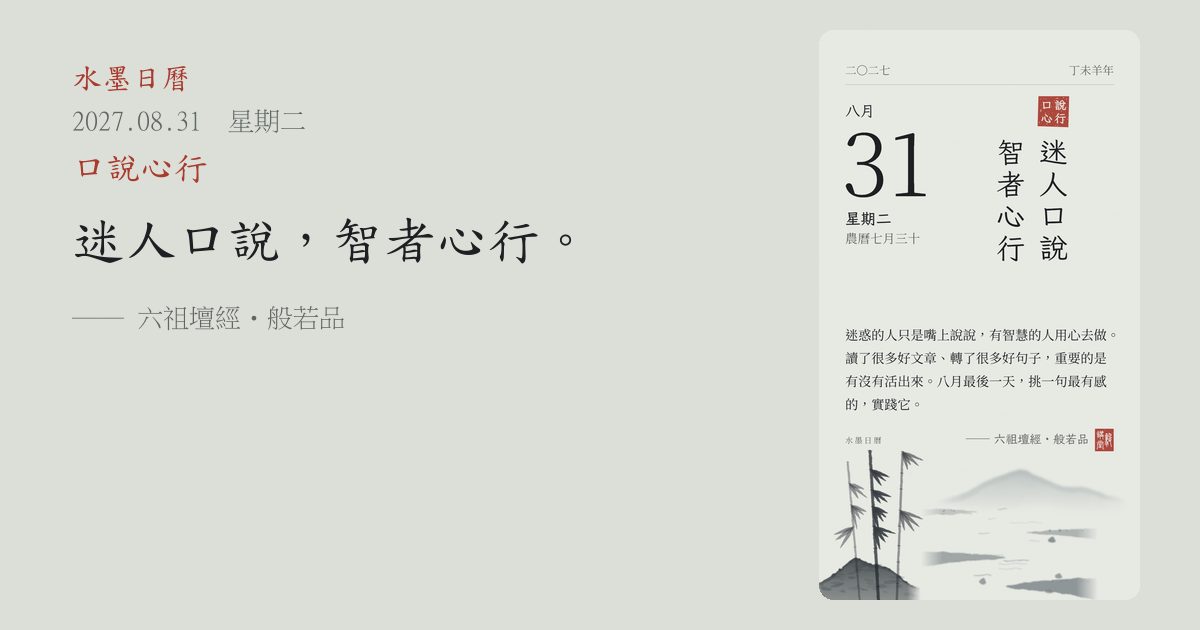 水墨日曆
2027.08.31 星期二
口說心行
迷人口說，智者心行。
—— 六祖壇經・般若品
二〇二七 丁未羊年
八月
31
星期二
農曆七月三十
說行
口心
迷人口說
智者心行
迷惑的人只是嘴上說說，有智慧的人用心去做。
讀了很多好文章、轉了很多好句子，重要的是
有沒有活出來。八月最後一天，挑一句最有感
的，實踐它。
水墨日曆
—— 六祖壇經・般若品